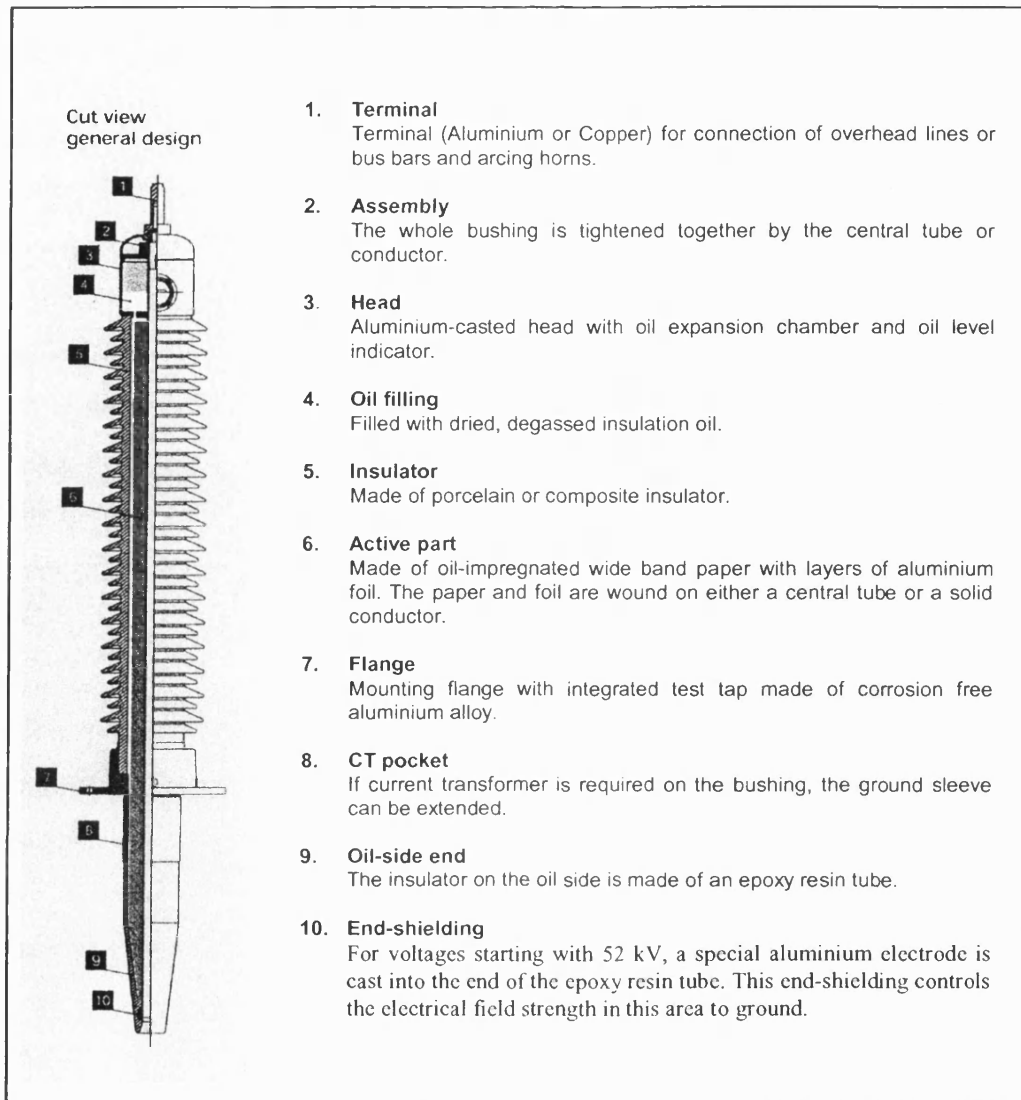 Cut view
general design
1
2
3
4
5
6
7
8
9
10
1. Terminal
Terminal (Aluminium or Copper) for connection of overhead lines or
bus bars and arcing horns.
2. Assembly
The whole bushing is tightened together by the central tube or
conductor.
3. Head
Aluminium-casted head with oil expansion chamber and oil level
indicator.
4. Oil filling
Filled with dried, degassed insulation oil.
5. Insulator
Made of porcelain or composite insulator.
6. Active part
Made of oil-impregnated wide band paper with layers of aluminium
foil. The paper and foil are wound on either a central tube or a solid
conductor.
7. Flange
Mounting flange with integrated test tap made of corrosion free
aluminium alloy.
8. CT pocket
If current transformer is required on the bushing, the ground sleeve
can be extended.
9. Oil-side end
The insulator on the oil side is made of an epoxy resin tube.
10. End-shielding
For voltages starting with 52 kV, a special aluminium electrode is
cast into the end of the epoxy resin tube. This end-shielding controls
the electrical field strength in this area to ground.